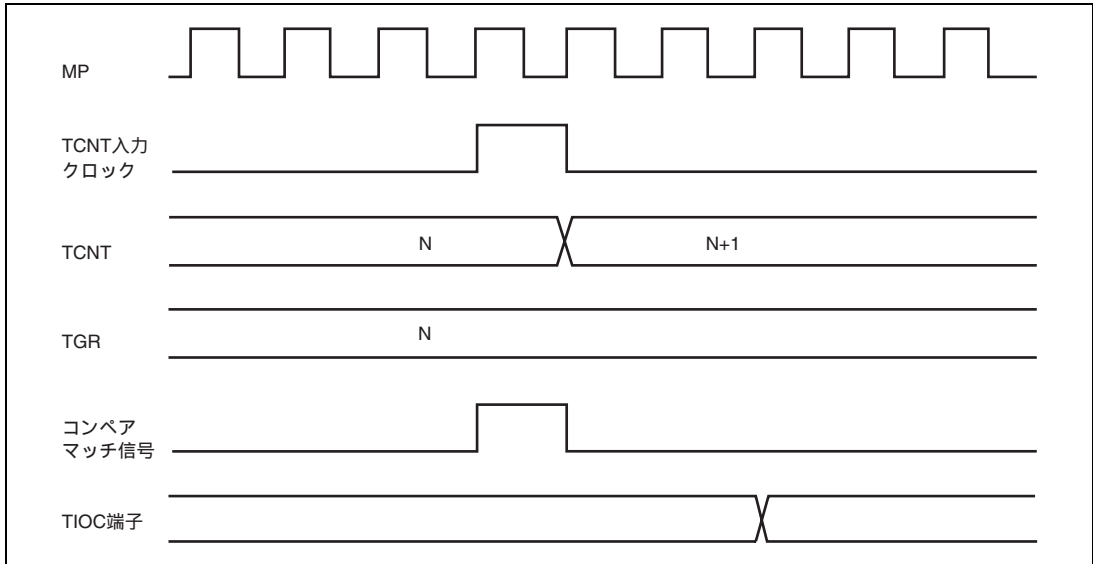 MP
TCNT入力
クロック
TCNT
N
N+1
TGR
N
コンペア
マッチ信号
TIOC端子